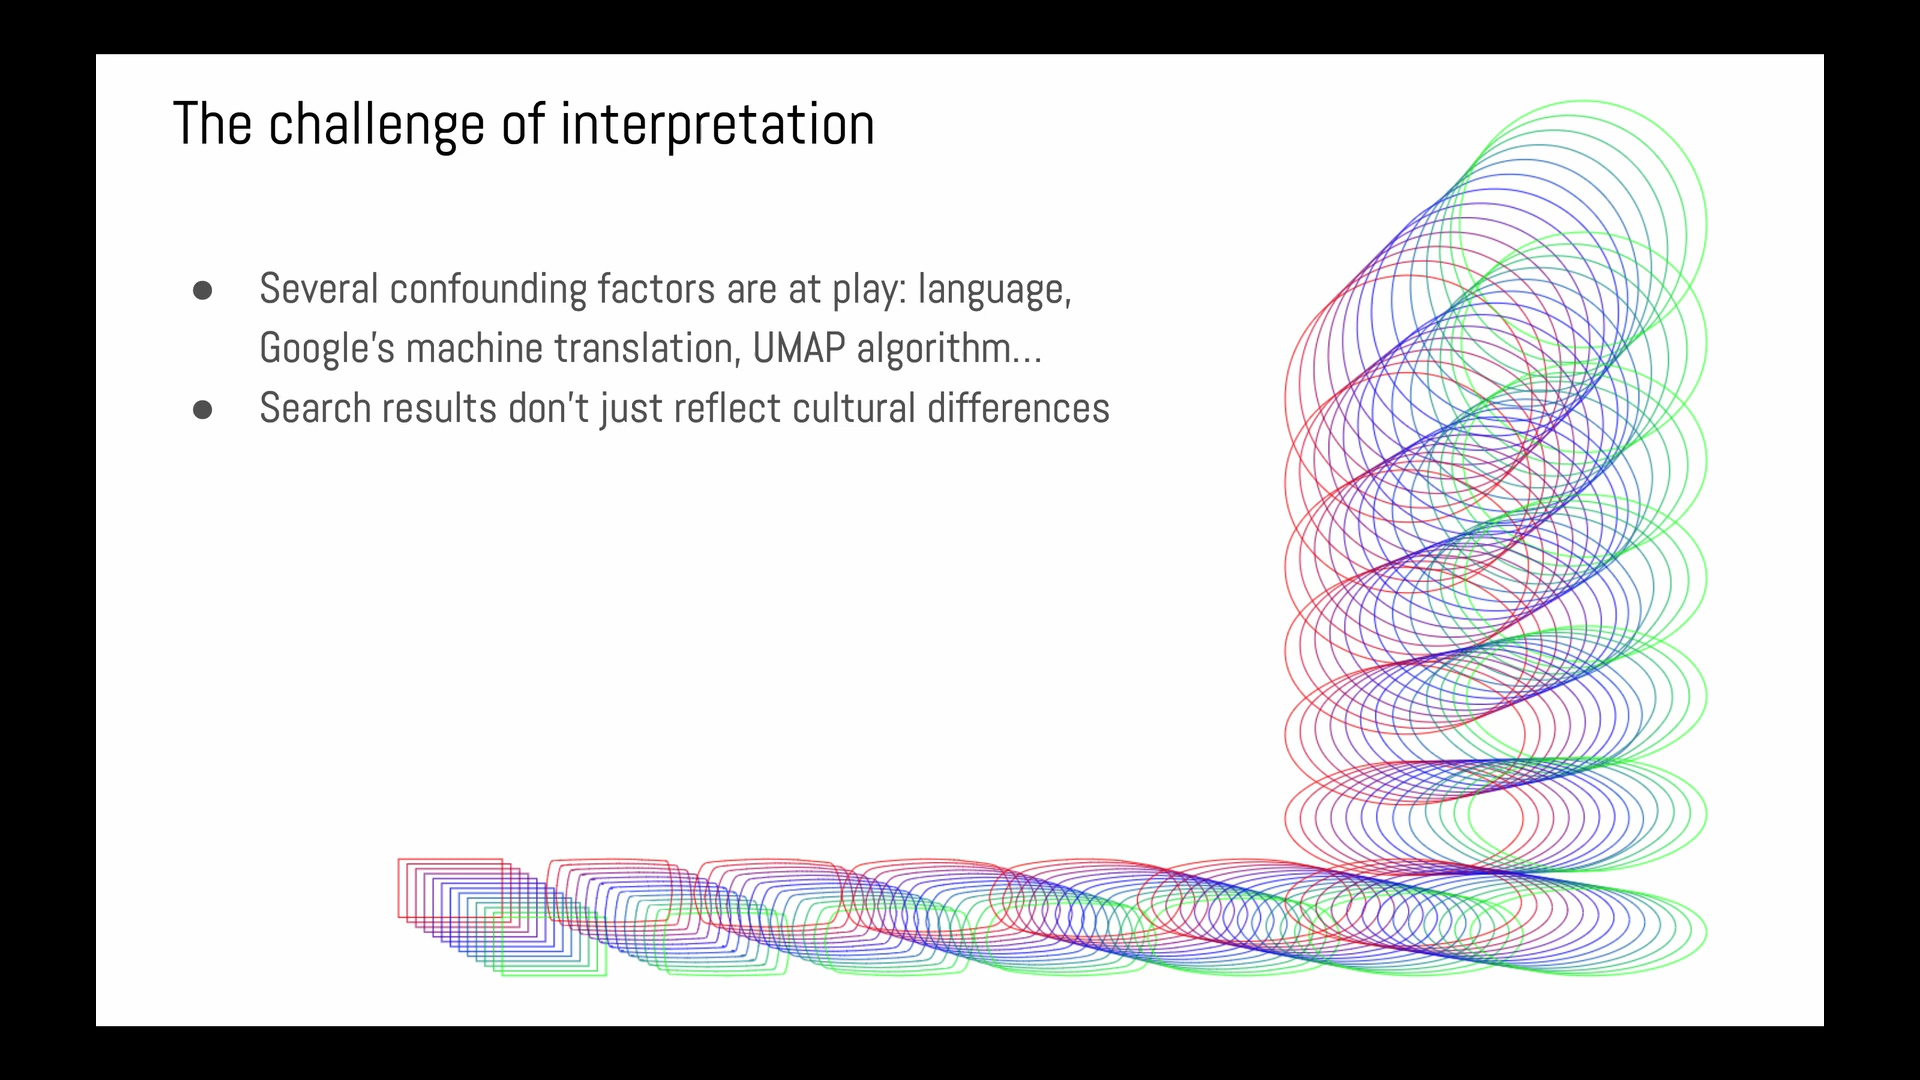 The challenge of interpretation
● Several confounding factors are at play: language,
Google’s machine translation, UMAP algorithm…
● Search results don’t just reflect cultural differences